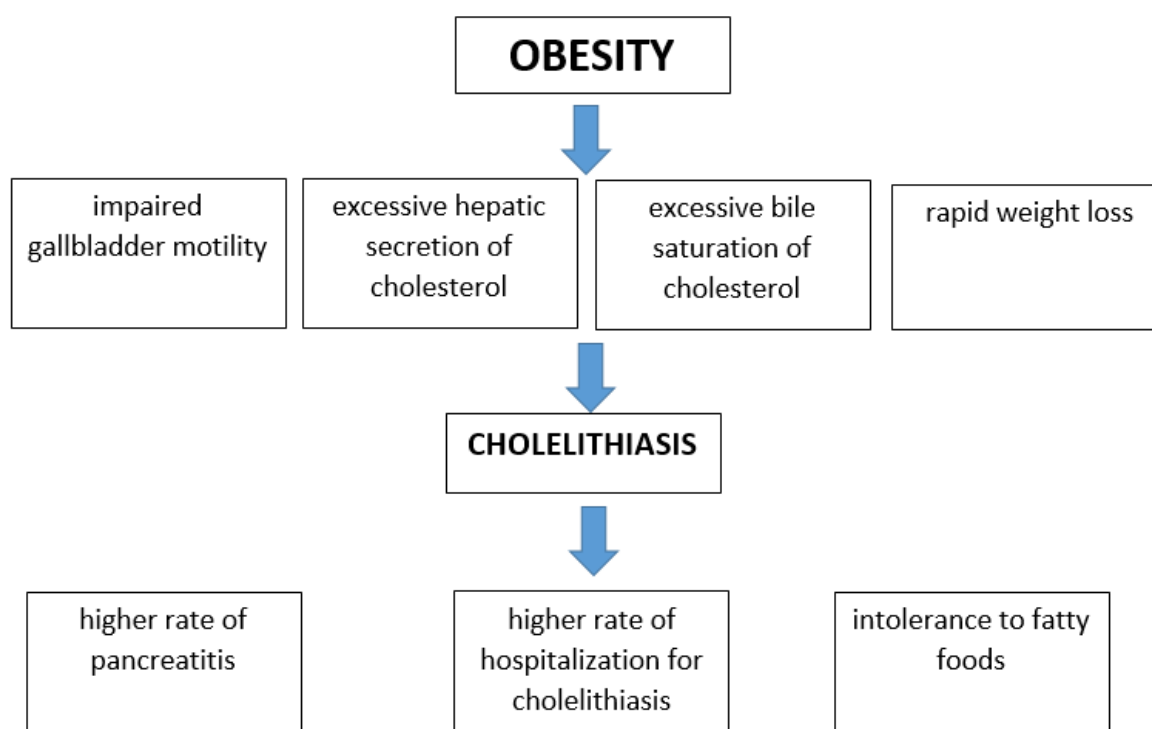 OBESITY
impaired
gallbladder motility
excessive hepatic
secretion of
cholesterol
excessive bile
saturation of
cholesterol
rapid weight loss
CHOLELITHIASIS
higher rate of
pancreatitis
higher rate of
hospitalization for
cholelithiasis
intolerance to fatty
foods